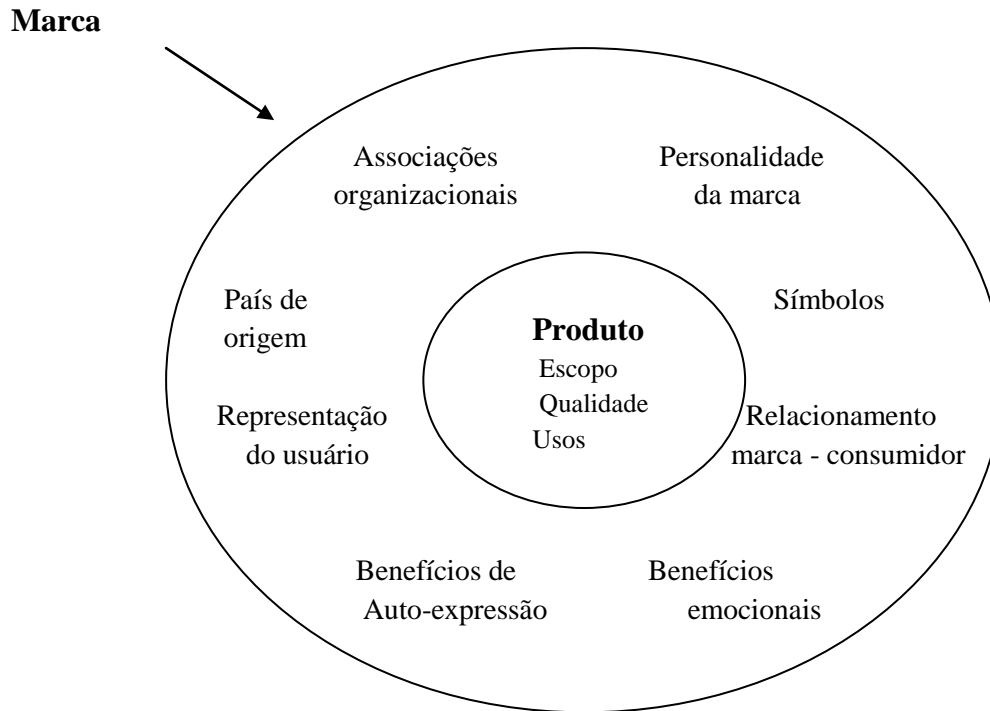 Marca
Associações
organizacionais
Personalidade
da marca
País de
origem
Produto
Escopo
Qualidade
Usos
Símbolos
Representação
do usuário
Relacionamento
marca - consumidor
Benefícios de
Auto-expressão
Benefícios
emocionais